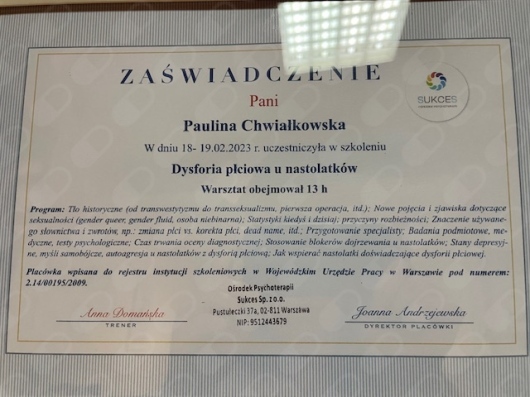 ZAŚWIADCZENIE
SUKCES
Pani
Paulina Chwiałkowska
W dniu 18- 19.02.2023 r. uczestniczyła w szkoleniu
Dysforia płciowa u nastolatków
Warsztat obejmował 13 h
Program: Tło historyczne (od transwestytyzmu do transseksualizmu, pierwsza operacja, itd.); Nowe pojęcia i zjawiska dotyczące
seksualności (gender queer, gender fluid, osoba niebinarna); Statystyki kiedyś i dzisiaj; przyczyny rozbieżności; Znaczenie używane-
go słownictwa i zwrotów, np.: zmiana płci vs. korekta płci, dead name, itd.; Przygotowanie specjalisty; Badania podmiotowe, me-
dyczne, testy psychologiczne; Czas trwania oceny diagnostycznej; Stosowanie blokerów dojrzewania u nastolatków; Stany depresyj-
ne, myśli samobójcze, autoagresja u nastolatków z dysforią płciową; Jak wspierać nastolatki doświadczające dysforii płciowej.
Placówka wpisana do rejestru instytucji szkoleniowych w Wojewódzkim Urzędzie Pracy w Warszawie pod numerem:
2.14/00195/2009.
Ośrodek Psychoterapii
Sukces Sp. z o.o.
Pustułeczki 37a, 02-811 Warszawa
NIP: 9512443679
Anna Domańska
TRENER
Joanna Andrzejewska
DYREKTOR PLACÓWKI